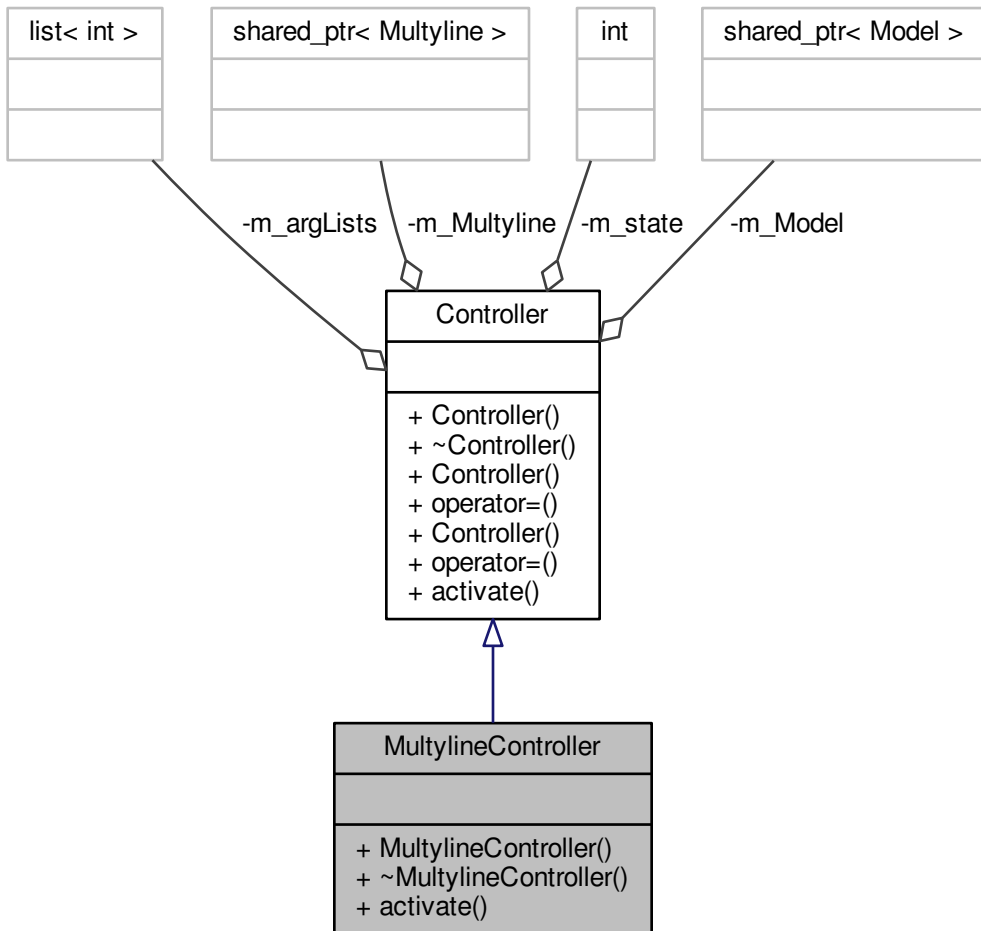 list< int >
shared_ptr< Multyline >
int
shared_ptr< Model >
-m_argLists
-m_Multyline
-m_state
-m_Model
Controller
+ Controller()
+ ~Controller()
+ Controller()
+ operator=()
+ Controller()
+ operator=()
+ activate()
MultylineController
+ MultylineController()
+ ~MultylineController()
+ activate()